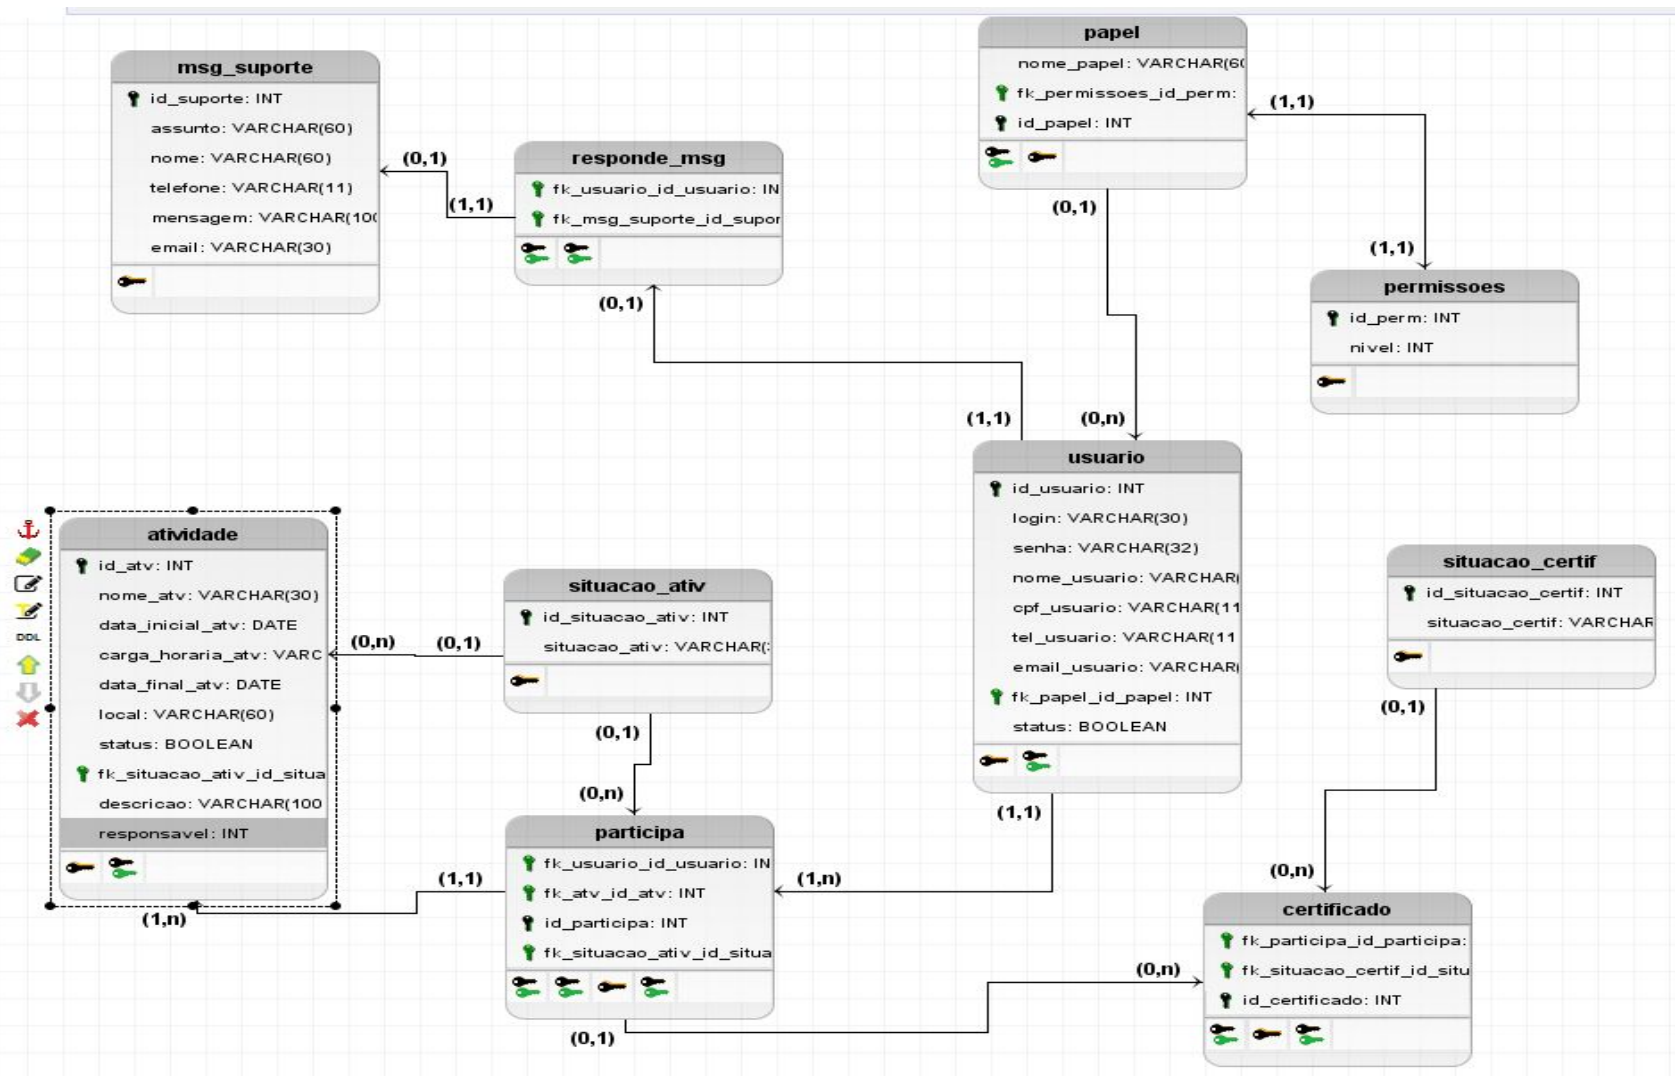 msg_suporte
id_suporte: INT
assunto: VARCHAR(60)
nome: VARCHAR(60)
telefone: VARCHAR(11)
mensagem: VARCHAR(100
email: VARCHAR(30)
(0,1)
(1,1)
responde_msg
fk_usuario_id_usuario: IN
fk_msg_suporte_id_supor
(0,1)
papel
nome_papel: VARCHAR(60
fk_permissoes_id_perm:
id_papel: INT
(1,1)
(0,1)
(1,1)
permissoes
id_perm: INT
nivel: INT
(1,1)
(0,n)
usuario
id_usuario: INT
login: VARCHAR(30)
senha: VARCHAR(32)
nome_usuario: VARCHAR(
cpf_usuario: VARCHAR(11
tel_usuario: VARCHAR(11
email_usuario: VARCHAR(
fk_papel_id_papel: INT
status: BOOLEAN
(1,1)
DDL
atividade
id_atv: INT
nome_atv: VARCHAR(30)
data_inicial_atv: DATE
carga_horaria_atv: VARC
data_final_atv: DATE
local: VARCHAR(60)
status: BOOLEAN
fk_situacao_ativ_id_situa
descricao: VARCHAR(100
responsavel: INT
(0,n)
(0,1)
(1,n)
situacao_ativ
id_situacao_ativ: INT
situacao_ativ: VARCHAR(
(0,1)
(0,n)
participa
fk_usuario_id_usuario: IN
fk_atv_id_atv: INT
id_participa: INT
fk_situacao_ativ_id_situa
(1,1)
(1,n)
(0,1)
situacao_certif
id_situacao_certif: INT
situacao_certif: VARCHAR
(0,1)
(0,n)
(0,n)
certificado
fk_participa_id_participa:
fk_situacao_certif_id_situ
id_certificado: INT